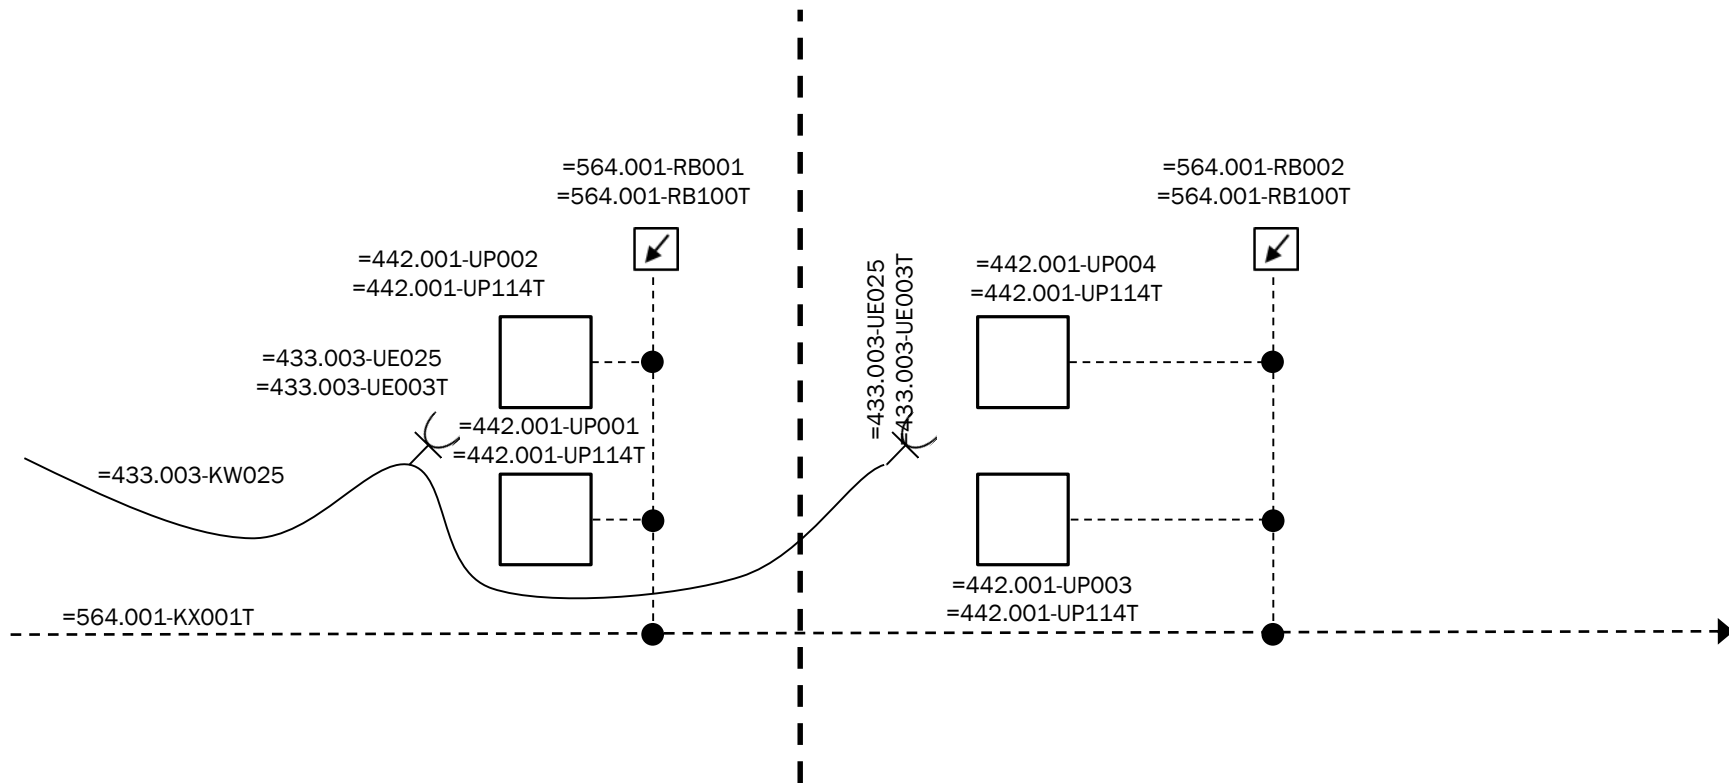 =564.001-RB001
=564.001-RB100T
=564.001-RB002
=564.001-RB100T
=442.001-UP002
=442.001-UP114T
=433.003-UE025
=433.003-UE003T
=442.001-UP004
=442.001-UP114T
=433.003-UE025
=433.003-UE003T
=442.001-UP001
=442.001-UP114T
=433.003-KW025
=442.001-UP003
=442.001-UP114T
=564.001-KX001T